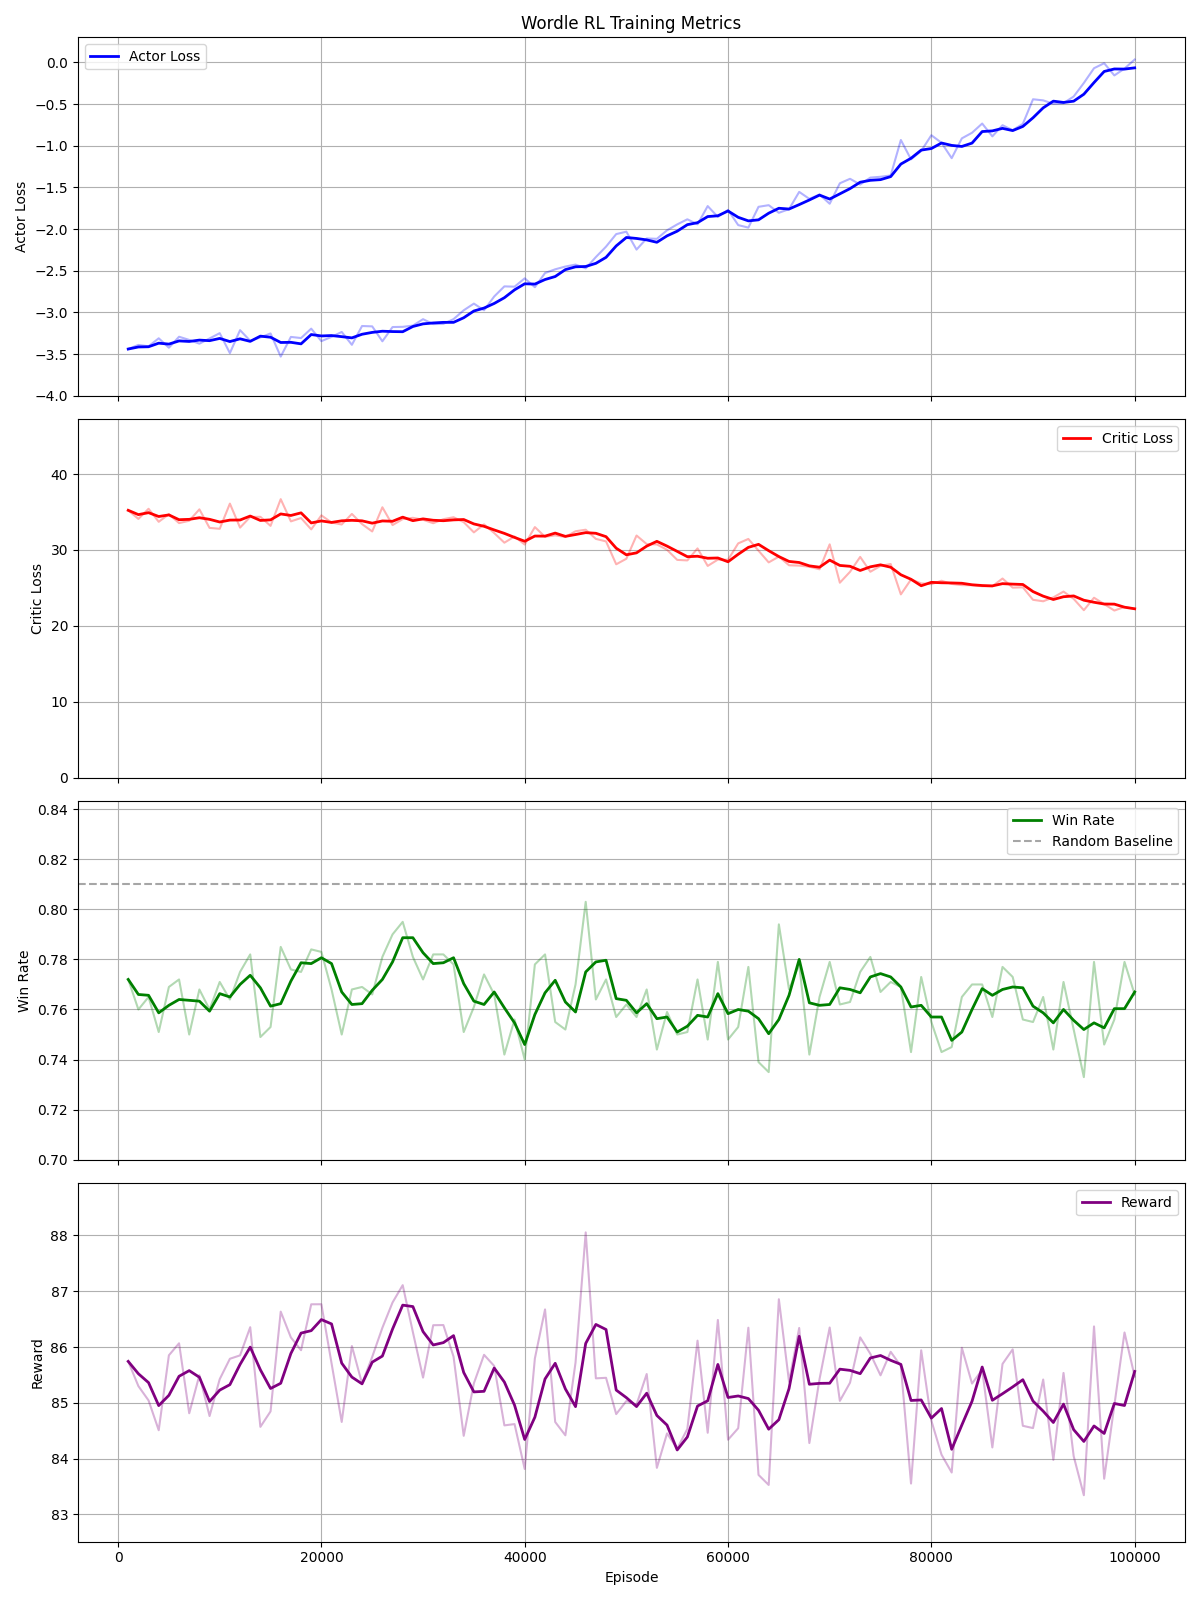 Wordle RL Training Metrics
Actor Loss
0.0
−0.5
−1.0
−1.5
−2.0
−2.5
−3.0
−3.5
−4.0
Actor Loss
Critic Loss
40
30
20
10
0
Critic Loss
Win Rate
Random Baseline
0.84
0.82
0.80
0.78
0.76
0.74
0.72
0.70
Win Rate
Reward
88
87
86
85
84
83
Reward
0 20000 40000 60000 80000 100000
Episode